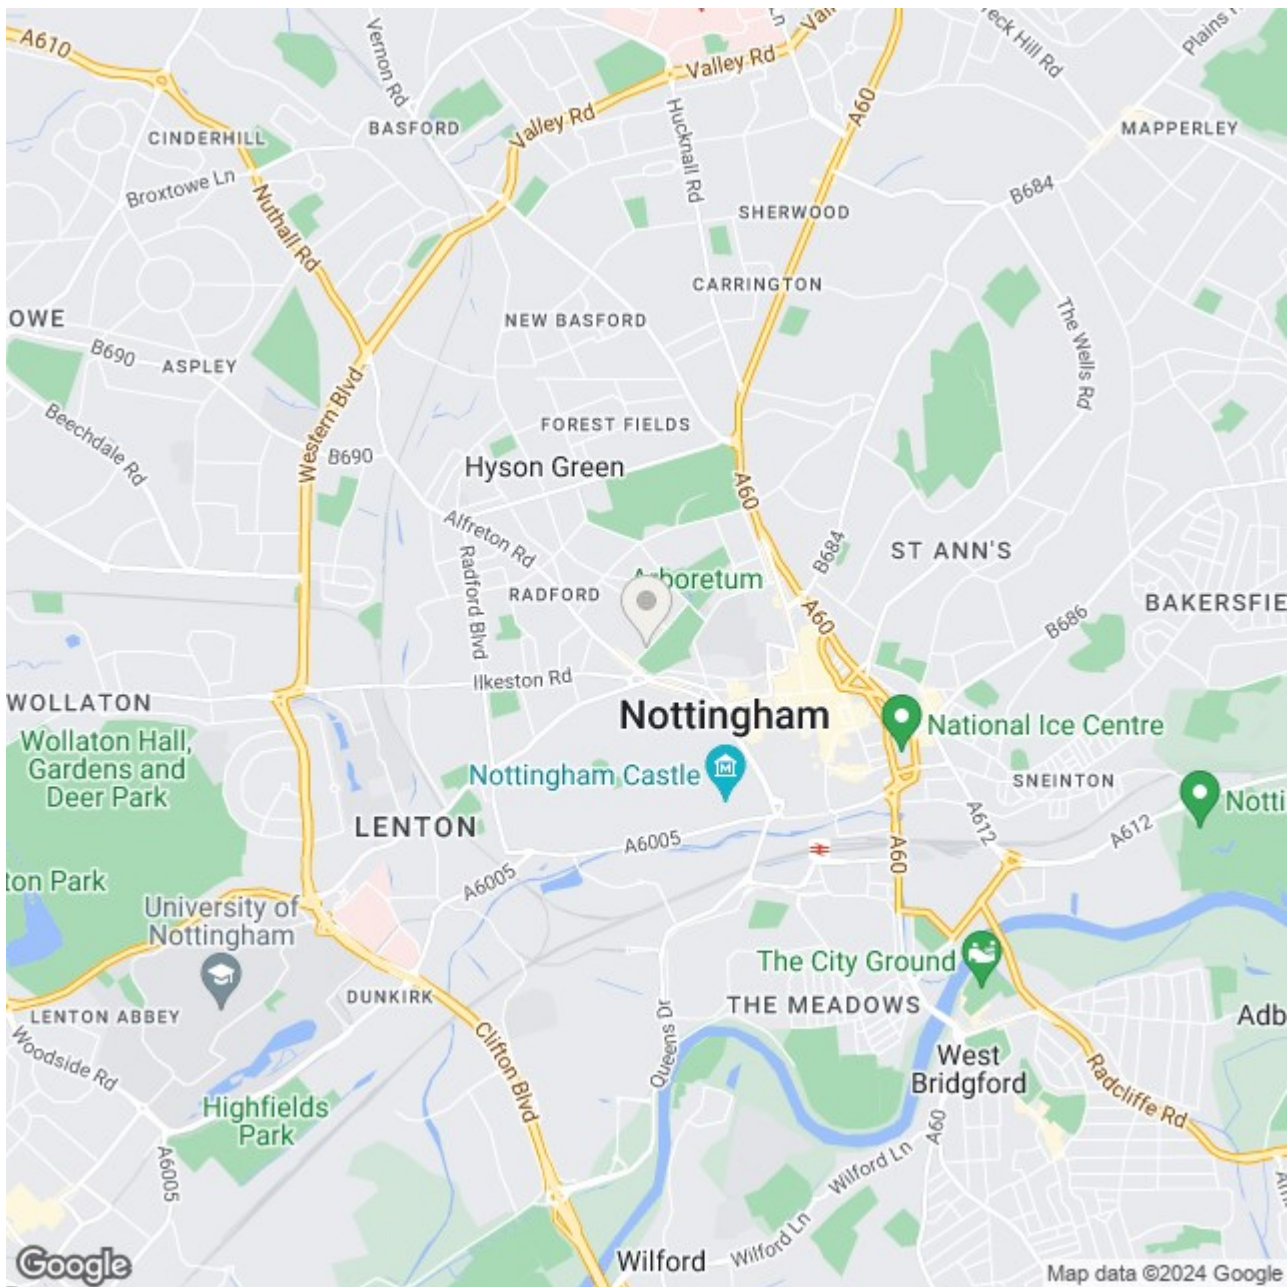 A610
Vernon Rd
Valley Rd
Ln
Hucknall Rd
A60
Plains
MAPPERLEY
CINDERHILL
BASFORD
Valley Rd
Broxtowe Ln
Nuthall Rd
SHERWOOD
B684
CARRINGTON
OWE
B690
ASPLEY
NEW BASFORD
The Wells Rd
Western Blvd
Beechdale Rd
B690
FOREST FIELDS
Hyson Green
A60
Alfreton Rd
Radford Blvd
RADFORD
Arboretum
B684
ST ANN'S
A60
B686
BAKERSFIE
Ilkeston Rd
WOLLATON
Nottingham
National Ice Centre
Wollaton Hall,
Gardens and
Deer Park
Nottingham Castle
SNEINTON
Notti
LENTON
A6005
A60
A612
A612
ton Park
A6005
University of
Nottingham
The City Ground
DUNKIRK
THE MEADOWS
LENTON ABBEY
Adb
Woodside Rd
Clifton Blvd
Queens Dr
West
Bridgford
Radcliffe Rd
Highfields
Park
A60
A6005
Wilford Ln
Wilford Ln
Wilford
Google
Map data ©2024 Google